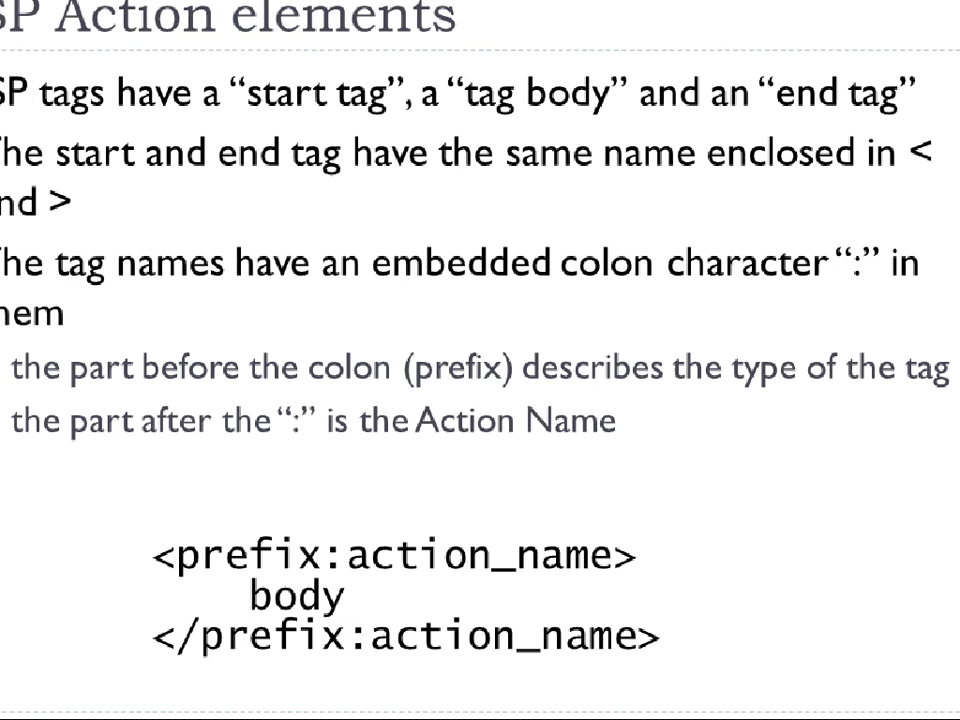 SP Action elements
SP tags have a “start tag”, a “tag body” and an “end tag”
he start and end tag have the same name enclosed in <
nd >
he tag names have an embedded colon character “:” in
hem
the part before the colon (prefix) describes the type of the tag
the part after the “:” is the Action Name
<prefix:action_name>
body
</prefix:action_name>